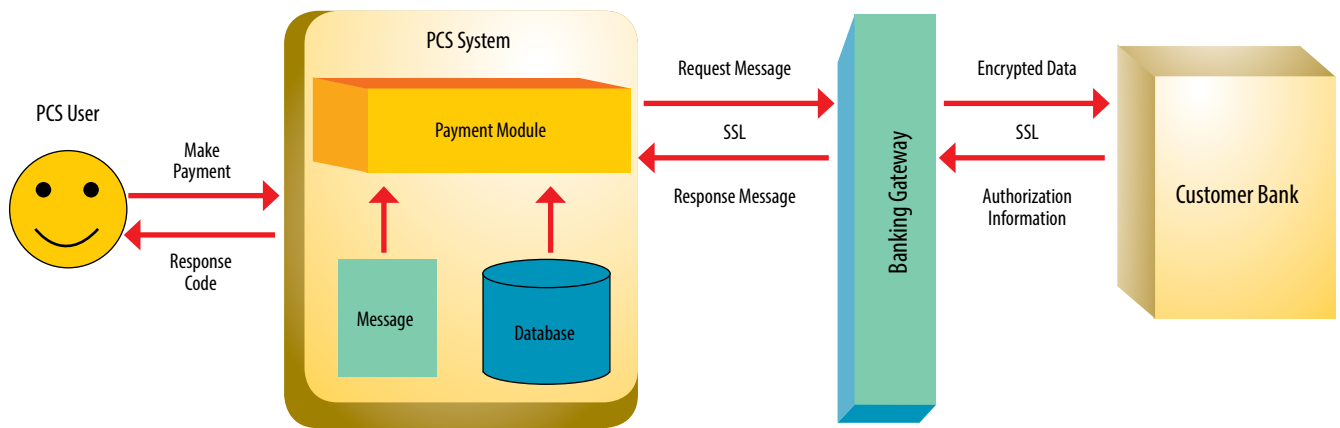 PCS User
Make
Payment
Response
Code
PCS System
Payment Module
Message
Database
Request Message
SSL
Response Message
Banking Gateway
Encrypted Data
SSL
Authorization
Information
Customer Bank